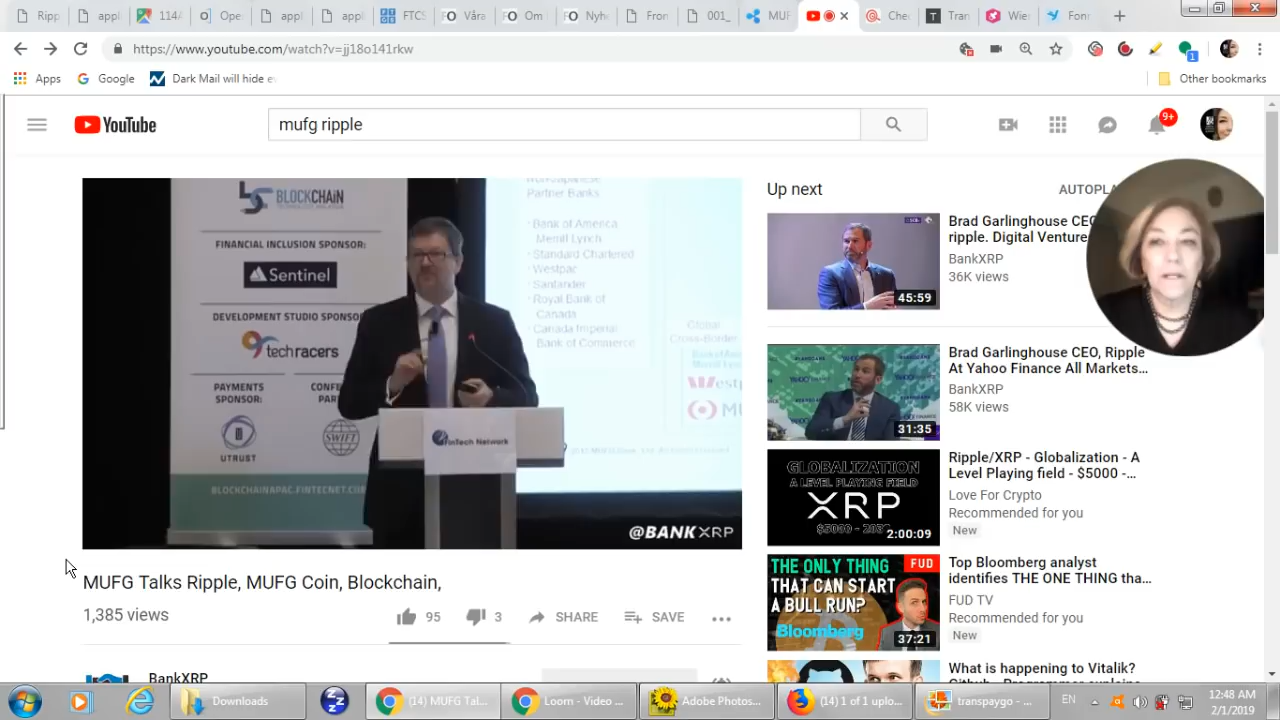 Ripp
appl
114/
Opi
appl
ripple
FTCS
Våra
Om
Nyhe
Fron
001_
MUF
Che
Tran
Wies
Fons
https://www.youtube.com/watch?v=jj18o141rkw
1
Apps
Google
Dark Mail will hide e
Other bookmarks
YouTube
mufg ripple
9+
BLOCKCHAIN
FINANCIAL INCLUSION SPONSOR:
Sentinel
DEVELOPMENT STUDIO SPONSOR:
tech racers
PAYMENTS
SPONSOR:
UTRUST
SWIFT
Partner Banks
· Bank of America
Merrill Lynch
· Standard Chartered
· Westpac
· Santander
· Royal Bank of
Canada
· Canada Imperial
Bank of Commerce
Global
Cross-Border
FinTech Network
@BANKXRP
MUFG Talks Ripple, MUFG Coin, Blockchain,
1,385 views
95
3
SHARE
SAVE
BankXRP
Up next
AUTOPLA
Brad Garlinghouse CEO
ripple. Digital Venture
BankXRP
36K views
45:59
Brad Garlinghouse CEO, Ripple
At Yahoo Finance All Markets...
BankXRP
58K views
31:35
Ripple/XRP - Globalization - A
Level Playing field - $5000 -...
Love For Crypto
Recommended for you
New
GLOBALIZATION
A LEVEL PLAYING FIELD
XRP
2:00:09
Top Bloomberg analyst
identifies THE ONE THING tha...
FUD TV
Recommended for you
New
THE ONLY THING
THAT CAN START
A BULL RUN?
Bloomberg
FUD
37:21
What is happening to Vitalik?
Downloads
(14) MUFG Tal...
Loom - Video ...
Adobe Photos...
(14) 1 of 1 uplo...
transpaygo - ...
EN
12:48 AM
2/1/2019